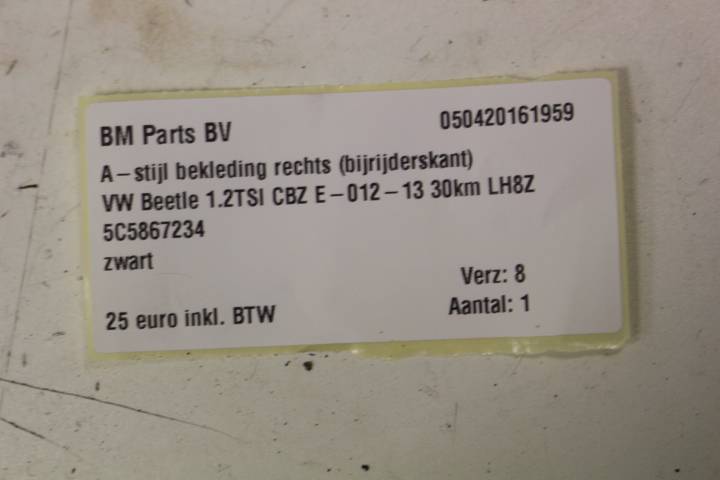 BM Parts BV 050420161959
A-stijl bekleding rechts (bijrijderskant)
VW Beetle 1.2TSI CBZ E-012-13 30km LH8Z
5C5867234
zwart
Verz: 8
25 euro inkl. BTW Aantal: 1